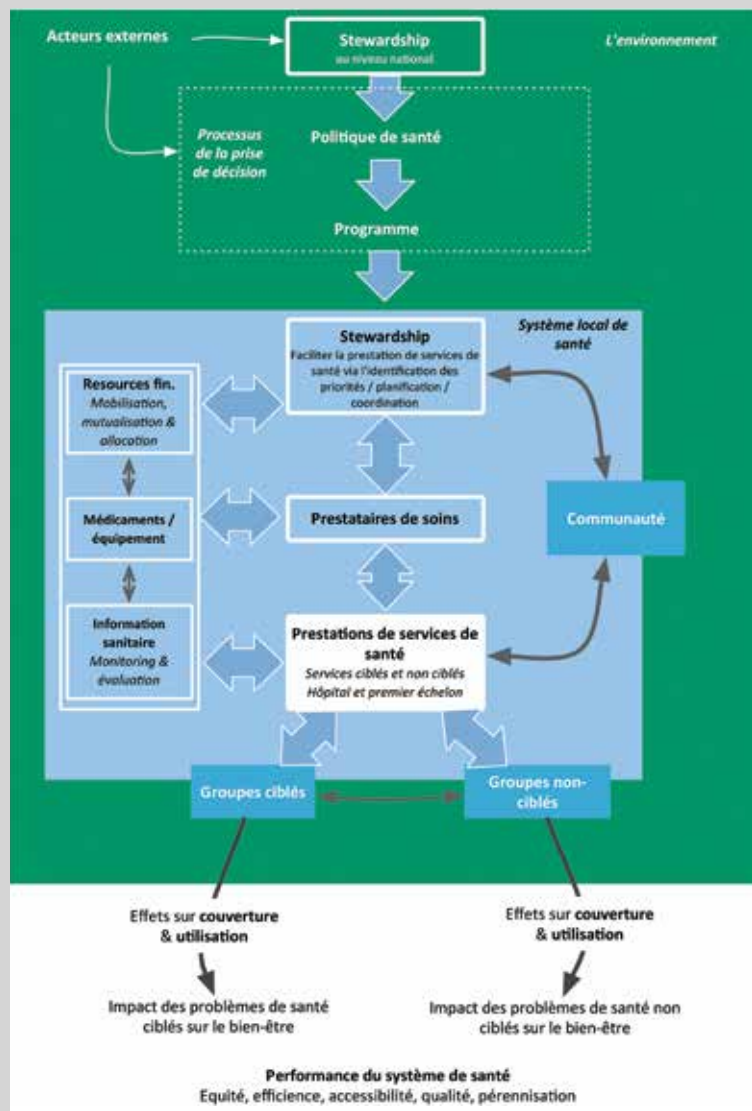 Acteurs externes
Stewardship
au niveau national
L'environnement
Processus
de la prise
de décision
Politique de santé
Programme
Système local de
santé
Stewardship
Faciliter la prestation de services de
santé via l'identification des
priorités / planification /
coordination
Resources fin.
Mobilisation,
mutualisation &
allocation
Médicaments /
équipement
Prestataires de soins
Communauté
Information
sanitaire
Monitoring &
évaluation
Prestations de services de
santé
Services ciblés et non ciblés
Hôpital et premier échelon
Groupes ciblés
Groupes non-
ciblés
Effets sur couverture
& utilisation
Effets sur couverture
& utilisation
Impact des problèmes de santé
ciblés sur le bien-être
Impact des problèmes de santé non
ciblés sur le bien-être
Performance du système de santé
Equité, efficience, accessibilité, qualité, pérennisation